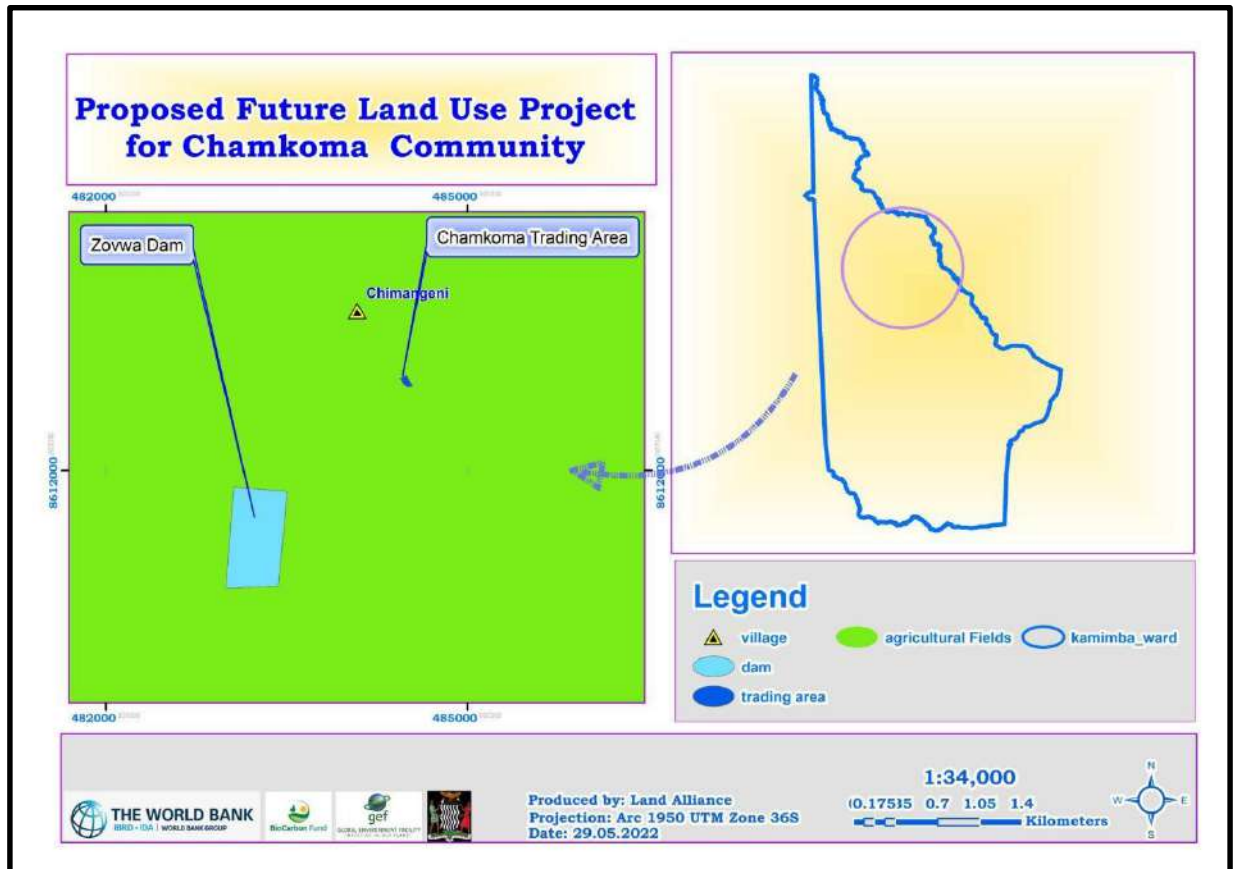 Proposed Future Land Use Project
for Chamkoma Community
482000
485000
Zovwa Dam
Chamkoma Trading Area
Chimangeni
8612000
8612000
482000
485000
Legend
village
agricultural Fields
kamimba_ward
dam
trading area
THE WORLD BANK
IBRD • IDA | WORLD BANK GROUP
BioCarbon Fund
gef
GLOBAL ENVIRONMENT FACILITY
Produced by: Land Alliance
Projection: Arc 1950 UTM Zone 36S
Date: 29.05.2022
1:34,000
0.7 1.05 1.4
Kilometers
N
W E
S